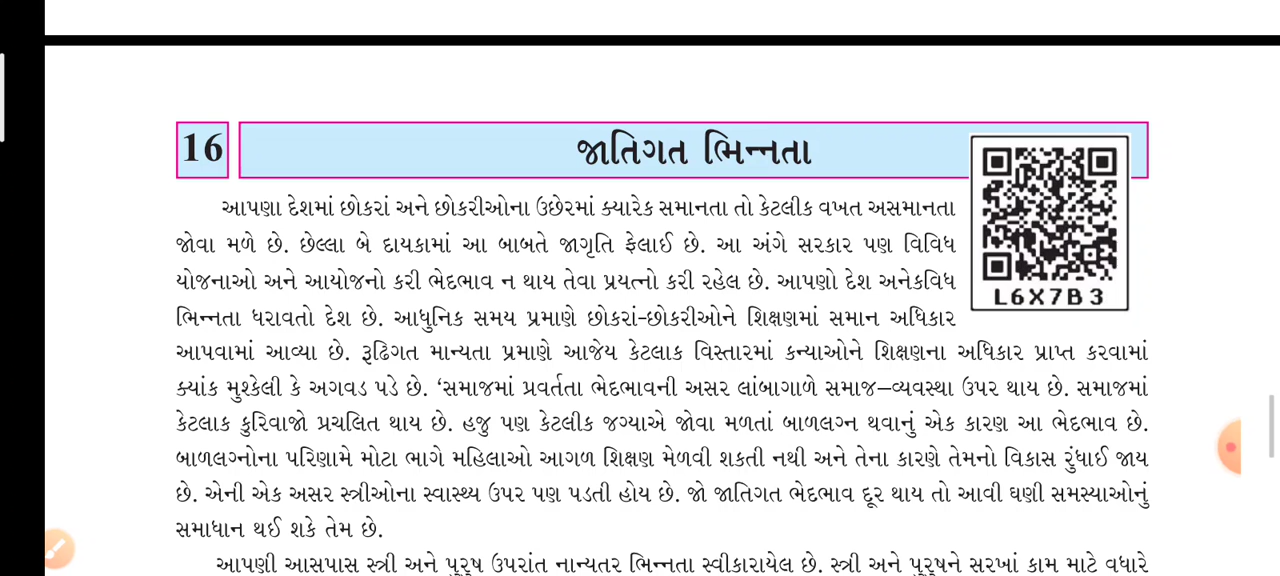 16
જાતિગત ભિન્નતા
આપણા દેશમાં છોકરાં અને છોકરીઓના ઉછેરમાં ક્યારેક સમાનતા તો કેટલીક વખત અસમાનતા
જોવા મળે છે. છેલ્લા બે દાયકામાં આ બાબતે જાગૃતિ ફેલાઈ છે. આ અંગે સરકાર પણ વિવિધ
યોજનાઓ અને આયોજનો કરી ભેદભાવ ન થાય તેવા પ્રયત્નો કરી રહેલ છે. આપણો દેશ અનેકવિધ
ભિન્નતા ધરાવતો દેશ છે. આધુનિક સમય પ્રમાણે છોકરાં-છોકરીઓને શિક્ષણમાં સમાન અધિકાર
L6X7B3
આપવામાં આવ્યા છે. રૂઢિગત માન્યતા પ્રમાણે આજેય કેટલાક વિસ્તારમાં કન્યાઓને શિક્ષણના અધિકાર પ્રાપ્ત કરવામાં
ક્યાંક મુશ્કેલી કે અગવડ પડે છે. ‘સમાજમાં પ્રવર્તતા ભેદભાવની અસર લાંબાગાળે સમાજ–વ્યવસ્થા ઉપર થાય છે. સમાજમાં
કેટલાક કુરિવાજો પ્રચલિત થાય છે. હજુ પણ કેટલીક જગ્યાએ જોવા મળતાં બાળલગ્ન થવાનું એક કારણ આ ભેદભાવ છે.
બાળલગ્નોના પરિણામે મોટા ભાગે મહિલાઓ આગળ શિક્ષણ મેળવી શકતી નથી અને તેના કારણે તેમનો વિકાસ રુંધાઈ જાય
છે. એની એક અસર સ્ત્રીઓના સ્વાસ્થ્ય ઉપર પણ પડતી હોય છે. જો જાતિગત ભેદભાવ દૂર થાય તો આવી ઘણી સમસ્યાઓનું
સમાધાન થઈ શકે તેમ છે.
આપણી આસપાસ સ્ત્રી અને પુરુષ ઉપરાંત નાન્યતર ભિન્નતા સ્વીકારાયેલ છે. સ્ત્રી અને પુરુષને સરખાં કામ માટે વધારે